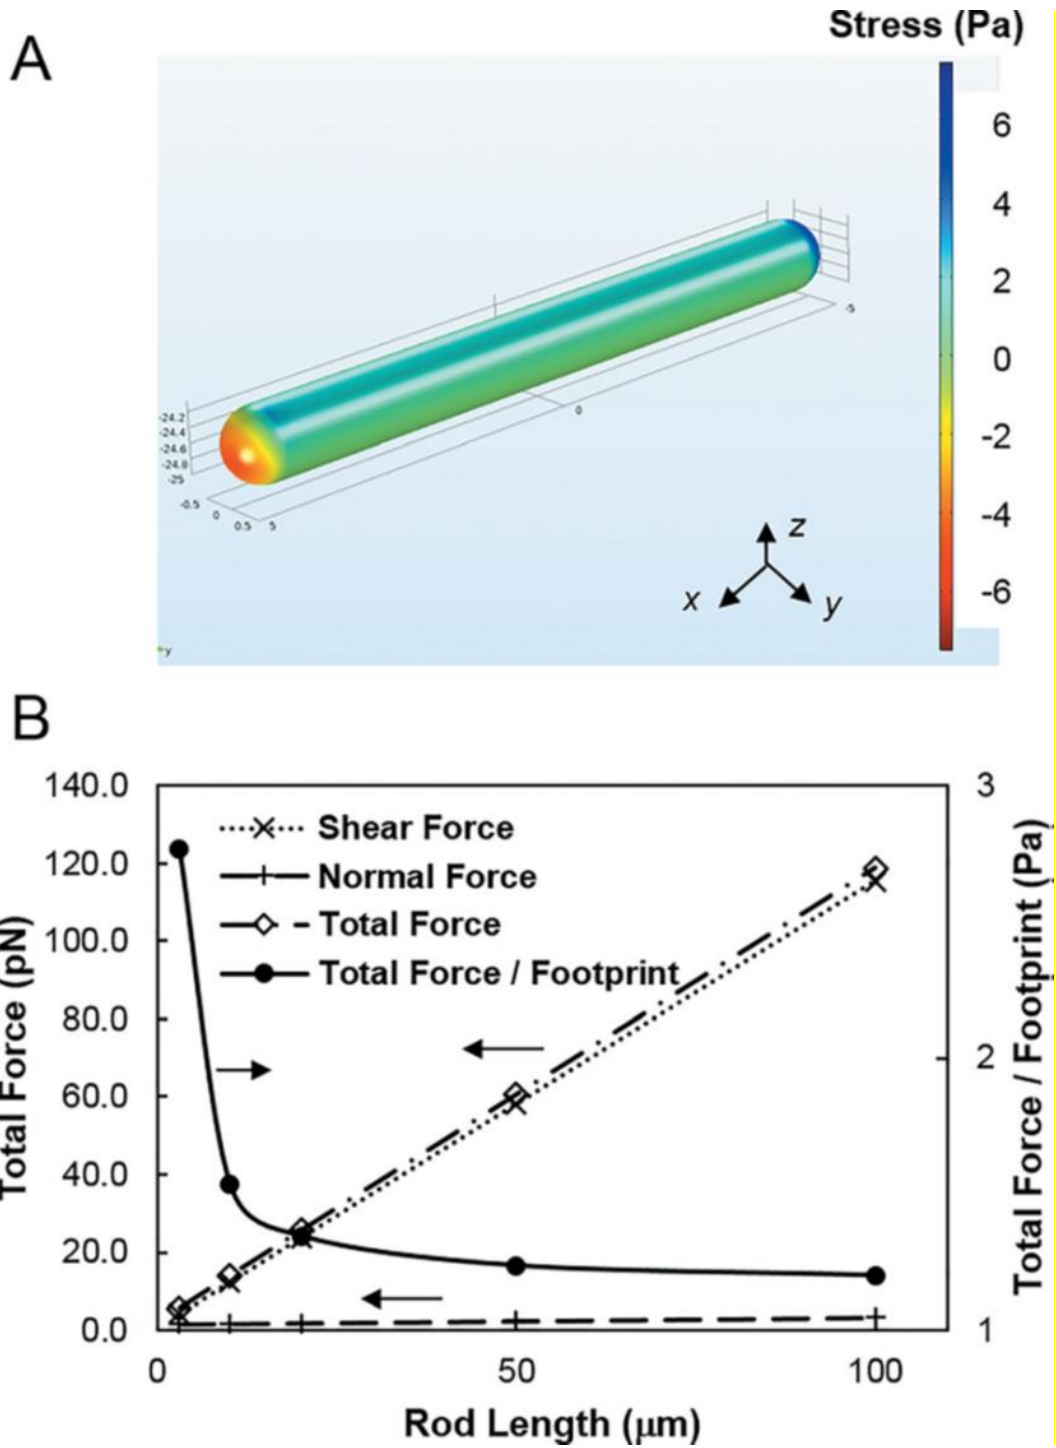 A
Stress (Pa)
6
4
2
0
-2
-4
-6
-5
0
-24.2
-24.4
-24.6
-24.8
-25
-0.5
0
0.5
5
z
x
y
y
B
140.0
120.0
100.0
80.0
60.0
40.0
20.0
0.0
Total Force (pN)
Shear Force
Normal Force
Total Force
Total Force / Footprint
3
2
1
Total Force / Footprint (Pa)
0
50
100
Rod Length (μm)